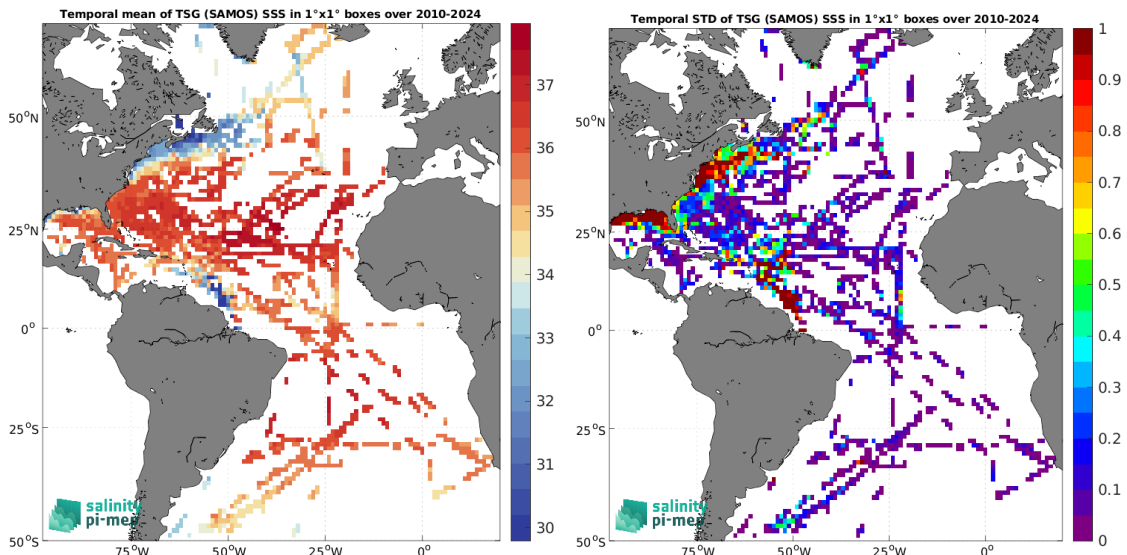 Temporal mean of TSG (SAMOS) SSS in 1°x1° boxes over 2010-2024
50°N
25°N
0°
25°S
50°S
75°W
50°W
25°W
0°
37
36
35
34
33
32
31
30
salinity
pi-mep
Temporal STD of TSG (SAMOS) SSS in 1°x1° boxes over 2010-2024
50°N
25°N
0°
25°S
50°S
75°W
50°W
25°W
0°
1
0.9
0.8
0.7
0.6
0.5
0.4
0.3
0.2
0.1
0
salinity
pi-mep